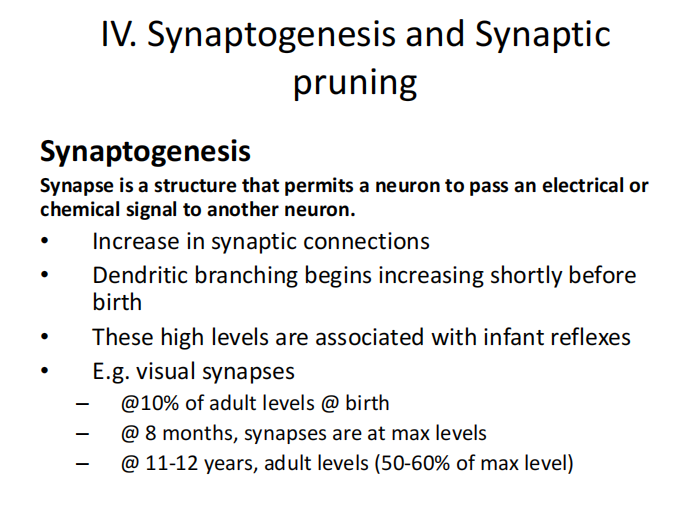 IV. Synaptogenesis and Synaptic
pruning
Synaptogenesis
Synapse is a structure that permits a neuron to pass an electrical or
chemical signal to another neuron.
• Increase in synaptic connections
• Dendritic branching begins increasing shortly before
birth
• These high levels are associated with infant reflexes
• E.g. visual synapses
– @10% of adult levels @ birth
– @ 8 months, synapses are at max levels
– @ 11-12 years, adult levels (50-60% of max level)